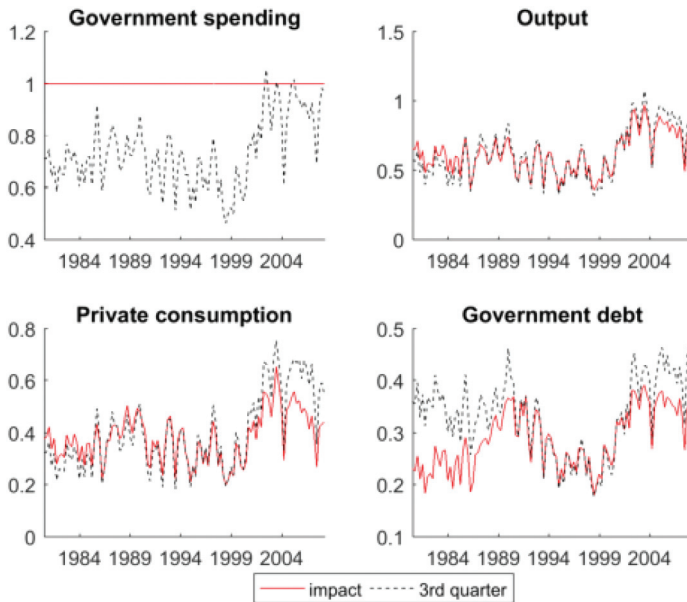 Government spending
1.2
1
0.8
0.6
0.4
1984 1989 1994 1999 2004
Output
1.5
1
0.5
0
1984 1989 1994 1999 2004
Private consumption
0.8
0.6
0.4
0.2
0
1984 1989 1994 1999 2004
Government debt
0.5
0.4
0.3
0.2
0.1
1984 1989 1994 1999 2004
impact 3rd quarter